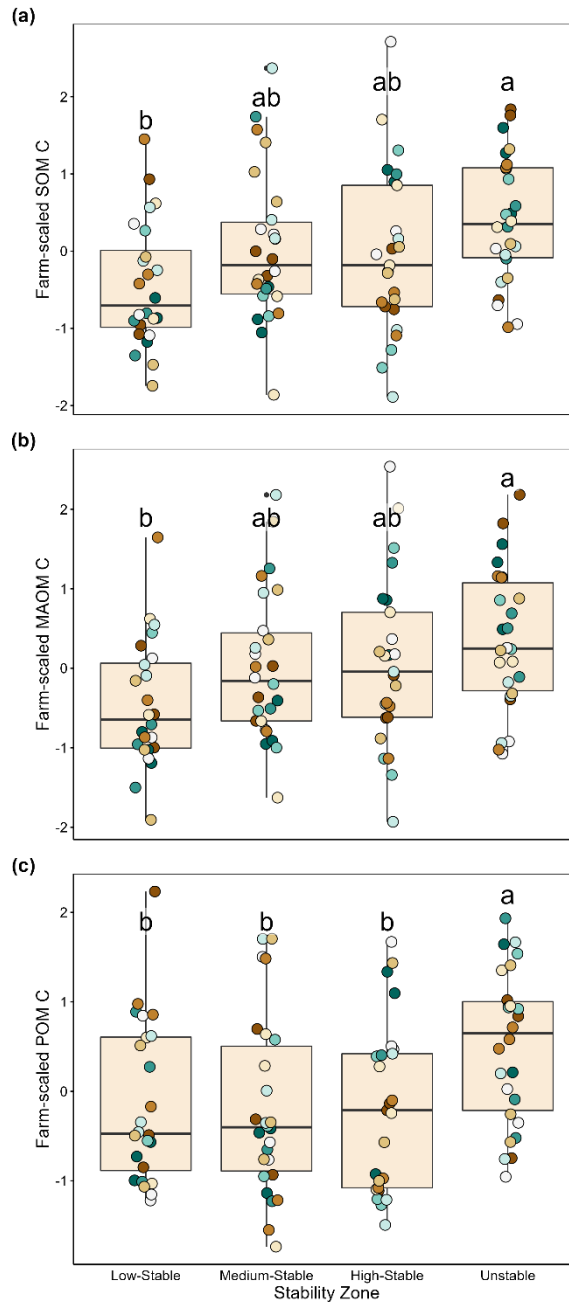 (a)
Farm-scaled SOM C
2
1
0
-1
-2
b
ab
ab
a
(b)
Farm-scaled MAOM C
2
1
0
-1
-2
b
ab
ab
a
(c)
Farm-scaled POM C
2
1
0
-1
b
b
b
a
Low-Stable Medium-Stable High-Stable Unstable
Stability Zone